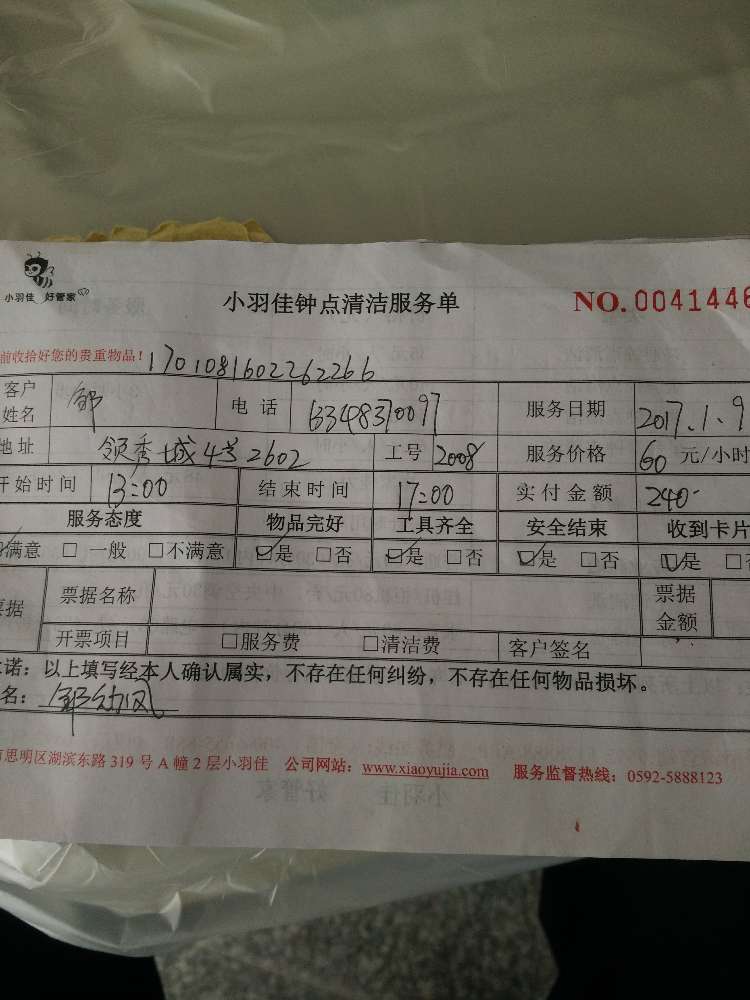 小羽佳 好管家
小羽佳钟点清洁服务单
NO. 0041446
前收拾好您的贵重物品！ 1701081602262266
客户姓名 邹 电话 13348370097 服务日期 2017.1.9
地址 领秀城4号2602 工号 2008 服务价格 60 元/小时
开始时间 13:00 结束时间 17:00 实付金额 240
服务态度 物品完好 工具齐全 安全结束 收到卡片
满意 □ 一般 □不满意 ☑是 □否 ☑是 □否 ☑是 □否 ☑是 □
票据 票据名称 票据金额
开票项目 □服务费 □清洁费 客户签名
诺：以上填写经本人确认属实，不存在任何纠纷，不存在任何物品损坏。
名：邹
思明区湖滨东路 319 号 A 幢 2 层小羽佳 公司网站：www.xiaoyujia.com 服务监督热线：0592-5888123